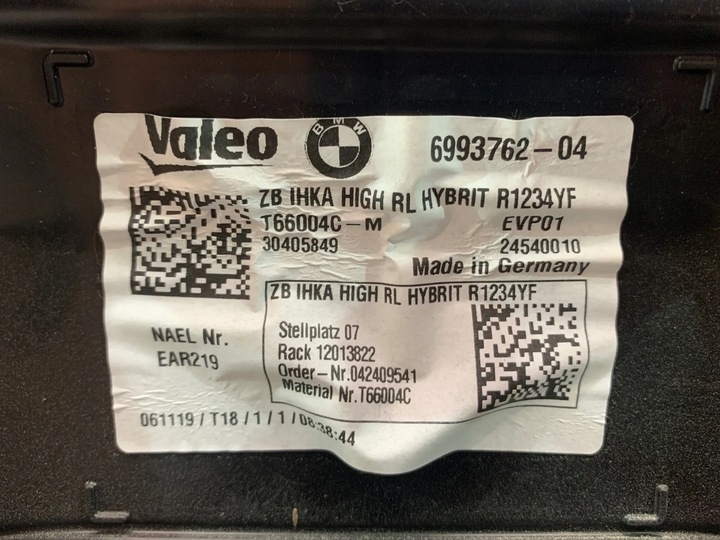 Valeo BMW 6993762-04
ZB IHKA HIGH RL HYBRIT R1234YF
T66004C-M EVP01
30405849 24540010
Made in Germany
ZB IHKA HIGH RL HYBRIT R1234YF
Stellplatz 07
Rack 12013822
Order-Nr.042409541
Material Nr.T66004C
NAEL Nr.
EAR219
061119/T18/1/1/08:38:44